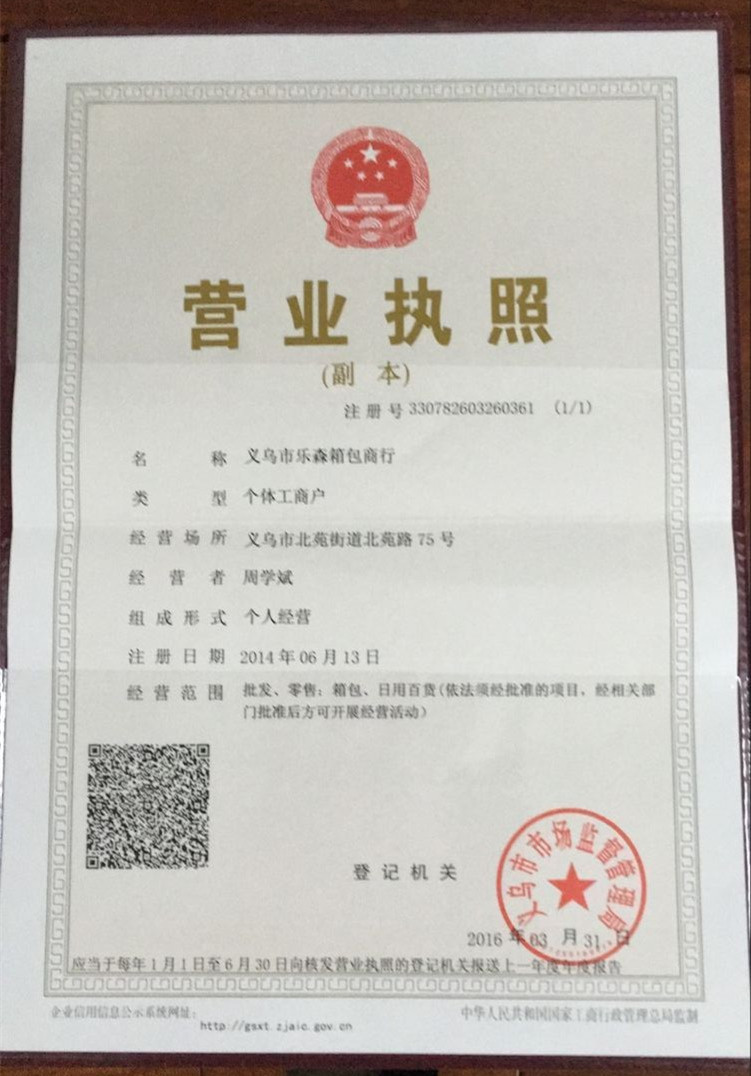 营业执照
(副 本)
注册号 330782603260361 (1/1)
名称 义乌市乐森箱包商行
类型 个体工商户
经营场所 义乌市北苑街道北苑路75号
经营者 周学斌
组成形式 个人经营
注册日期 2014年06月13日
经营范围 批发、零售：箱包、日用百货(依法须经批准的项目，经相关部
门批准后方可开展经营活动)
登记机关
义乌市市场监督管理局
2016年03月31日
应当于每年1月1日至6月30日向核发营业执照的登记机关报送上一年度年度报告
企业信用信息公示系统网址：
http://gsxt.zjaic.gov.cn
中华人民共和国国家工商行政管理总局监制